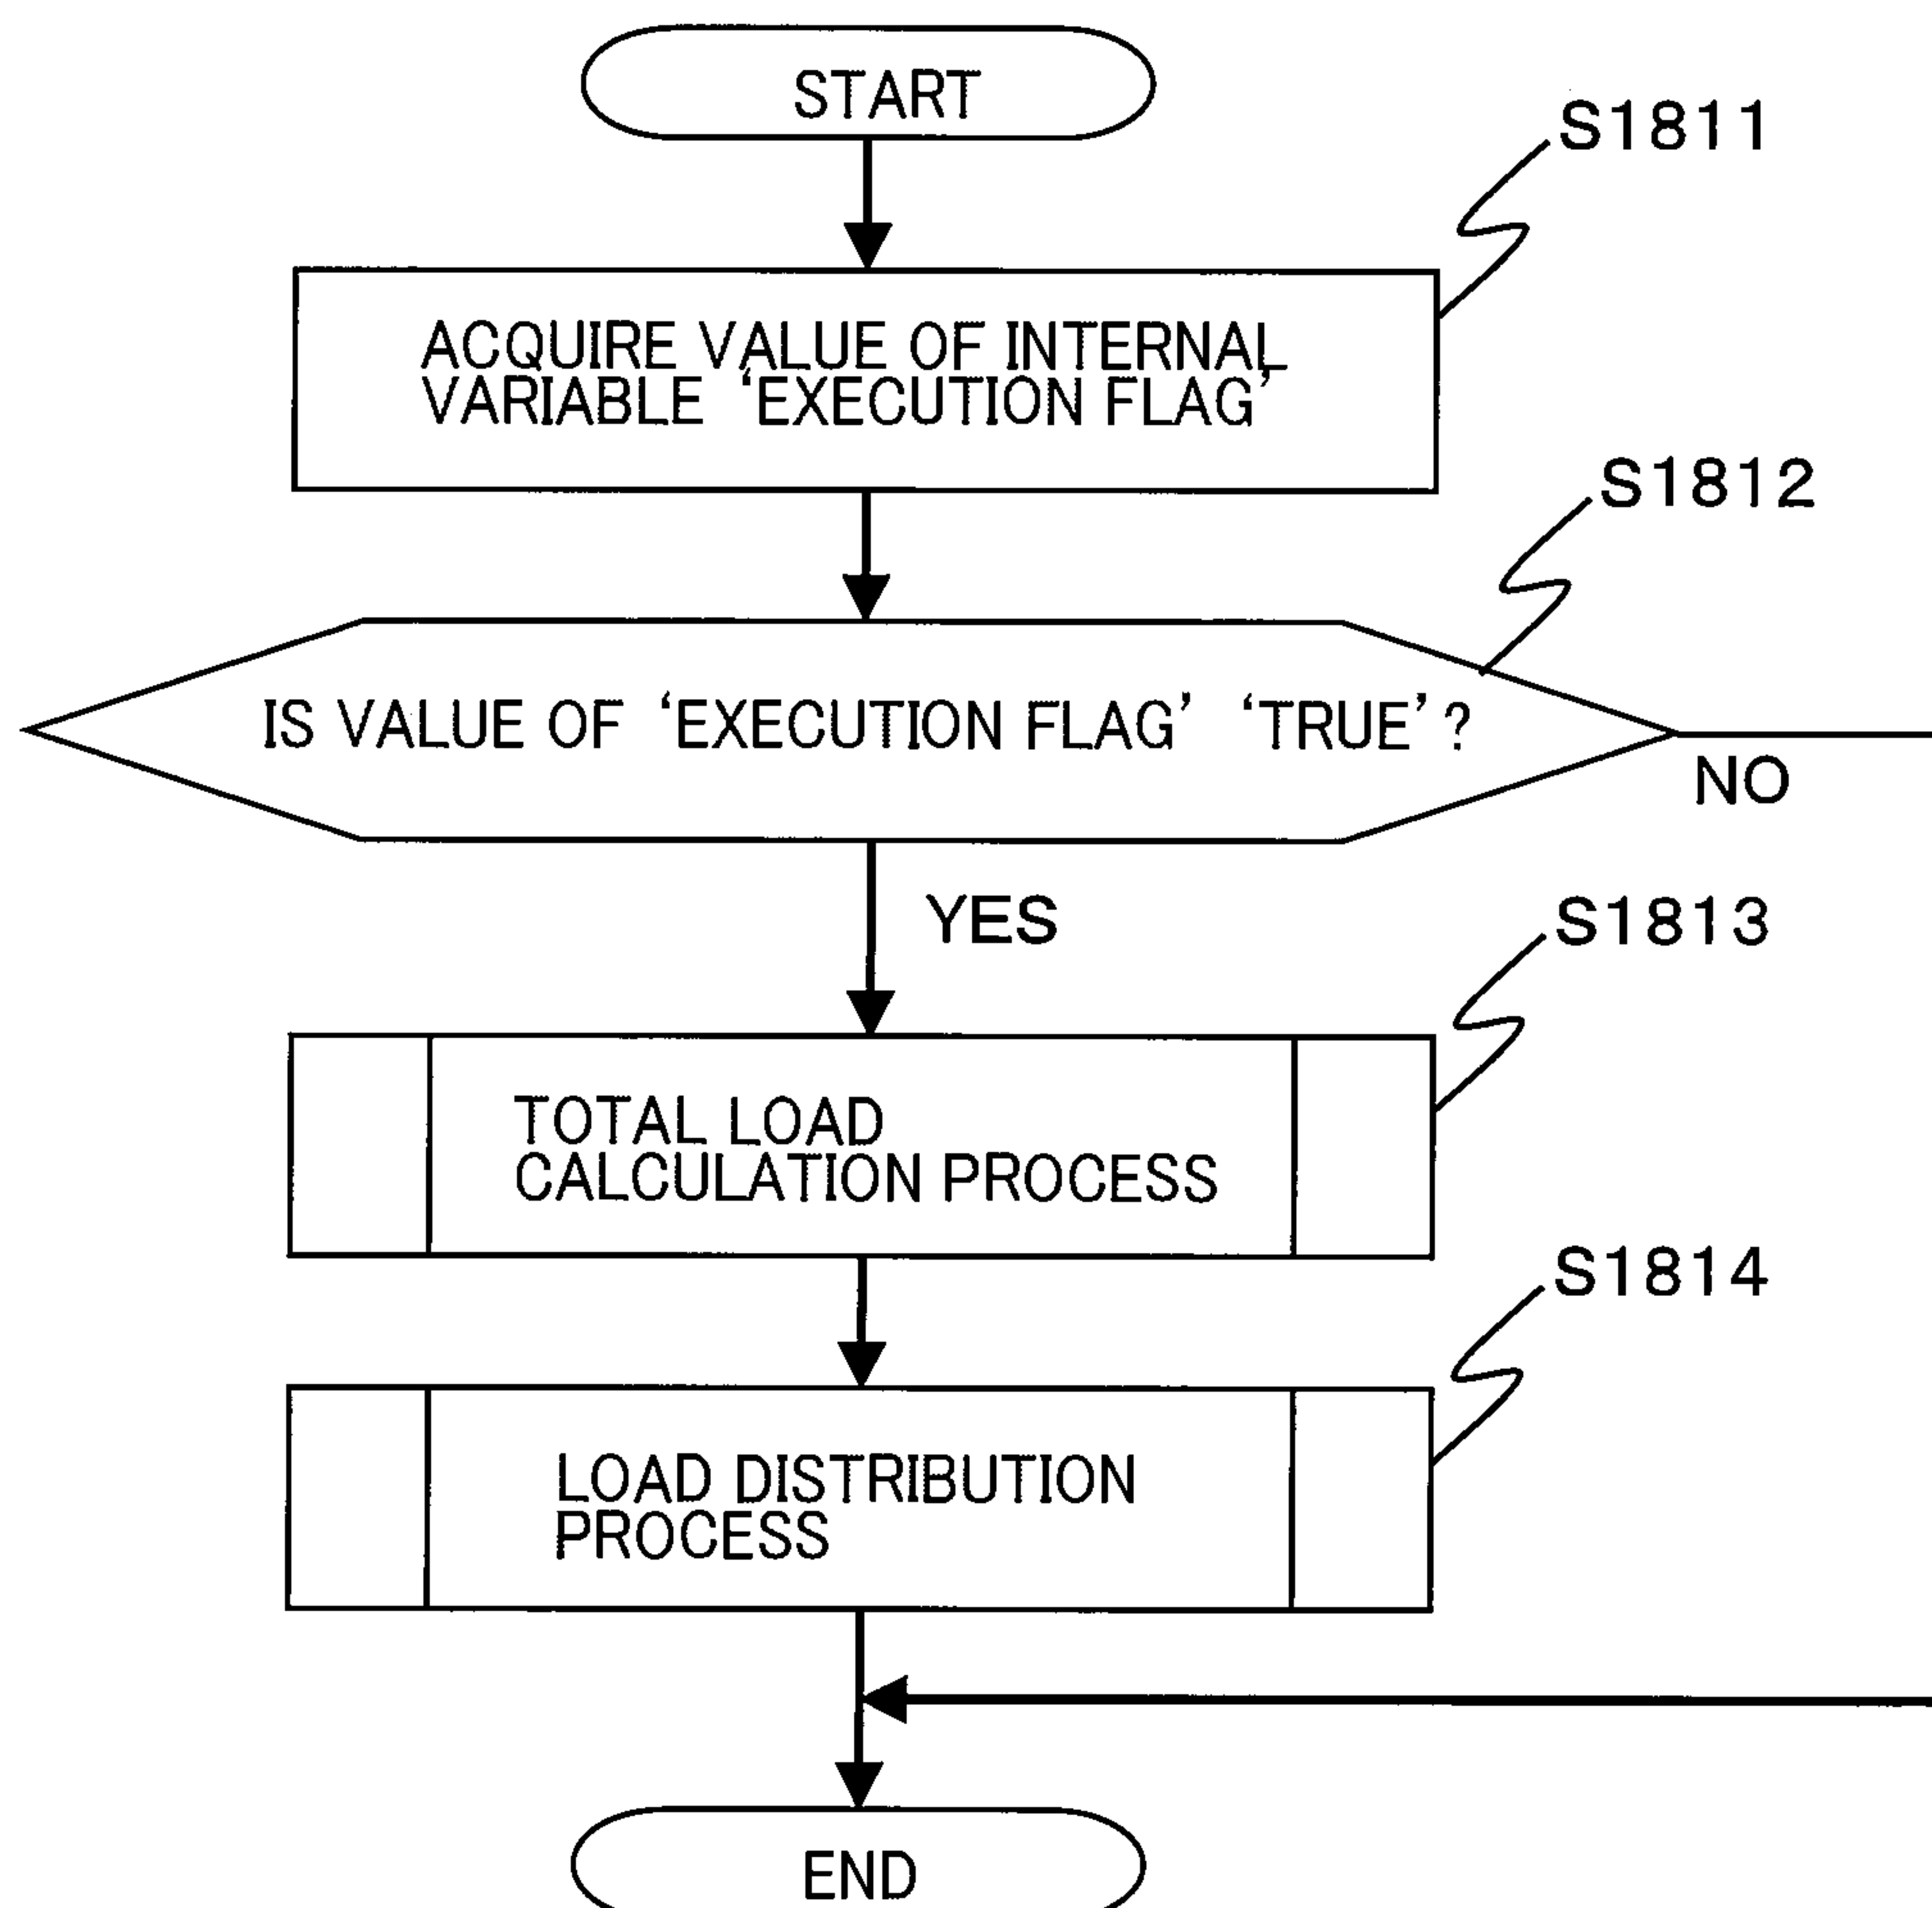 START
S1811
ACQUIRE VALUE OF INTERNAL
VARIABLE ‘EXECUTION FLAG’
S1812
IS VALUE OF ‘EXECUTION FLAG’ ‘TRUE’?
NO
YES
S1813
TOTAL LOAD
CALCULATION PROCESS
S1814
LOAD DISTRIBUTION
PROCESS
END